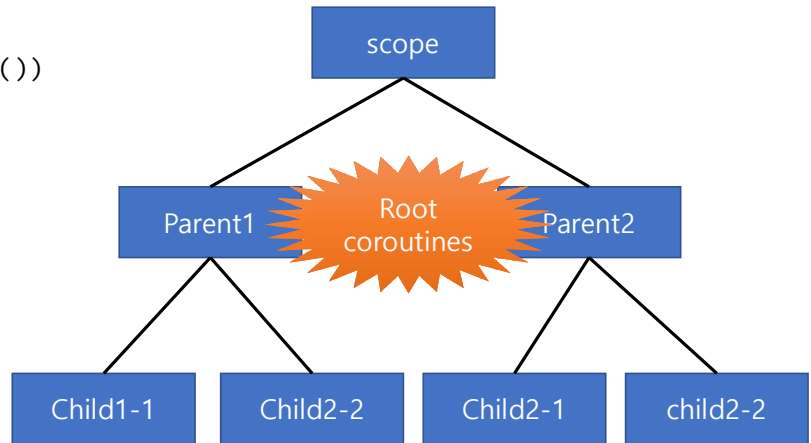 scope
())
Parent1
Root
coroutines
Parent2
Child1-1
Child2-2
Child2-1
child2-2